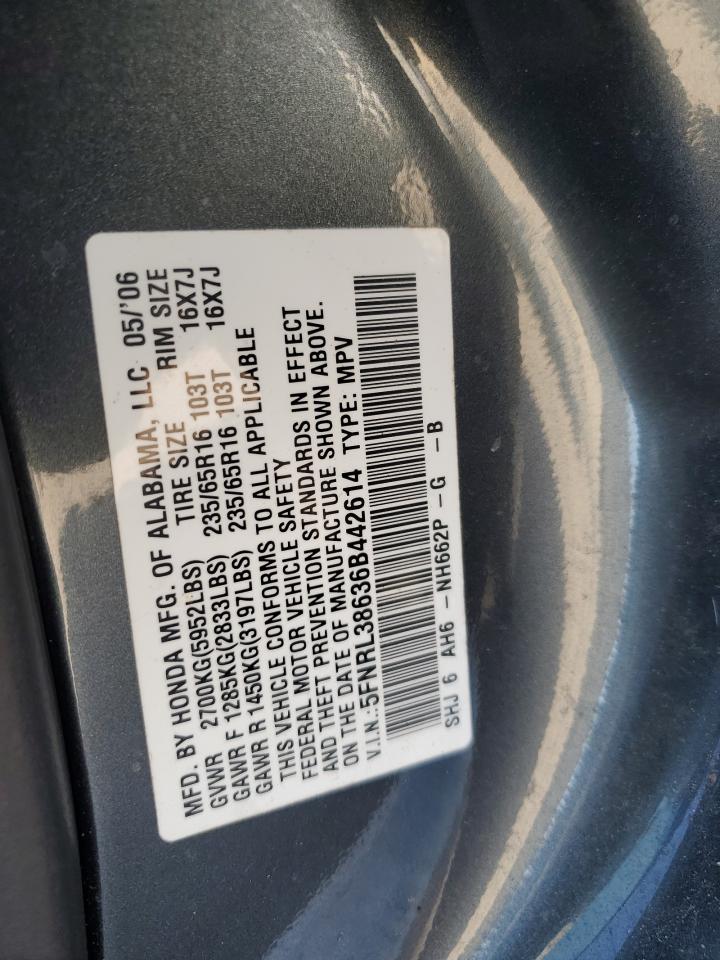 MFD. BY HONDA MFG. OF ALABAMA, LLC 05/'06
GVWR 2700KG(5952LBS) TIRE SIZE RIM SIZE
GAWR F 1285KG(2833LBS) 235/65R16 103T 16X7J
GAWR R 1450KG(3197LBS) 235/65R16 103T 16X7J
THIS VEHICLE CONFORMS TO ALL APPLICABLE
FEDERAL MOTOR VEHICLE SAFETY
AND THEFT PREVENTION STANDARDS IN EFFECT
ON THE DATE OF MANUFACTURE SHOWN ABOVE.
V.I.N.:5FNRL38636B442614 TYPE: MPV
SHJ 6 AH6 -NH662P -G -B